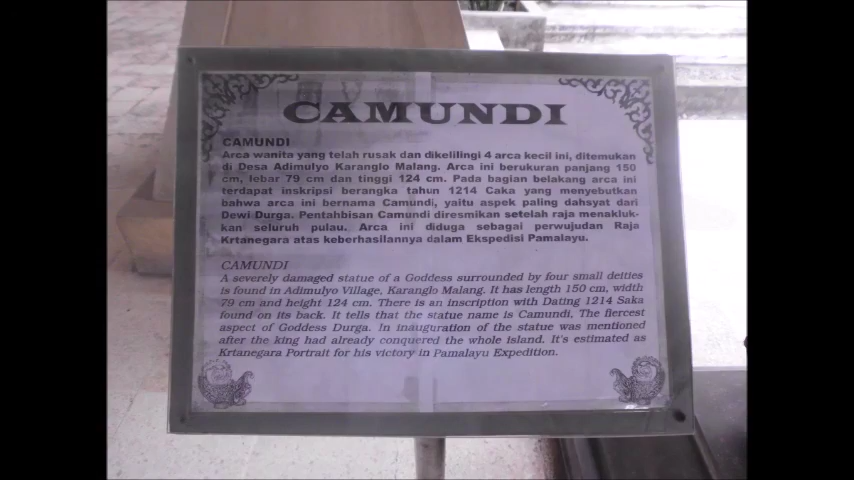 CAMUNDI
CAMUNDI
Arca wanita yang telah rusak dan dikelilingi 4 arca kecil ini, ditemukan
di Desa Adimulyo Karanglo Malang. Arca ini berukuran panjang 150
cm, lebar 79 cm dan tinggi 124 cm. Pada bagian belakang arca ini
terdapat inskripsi berangka tahun 1214 Caka yang menyebutkan
bahwa arca ini bernama Camundi, yaitu aspek paling dahsyat dari
Dewi Durga. Pentahbisan Camundi diresmikan setelah raja menakluk-
kan seluruh pulau. Arca ini diduga sebagai perwujudan Raja
Krtanegara atas keberhasilannya dalam Ekspedisi Pamalayu.
CAMUNDI
A severely damaged statue of a Goddess surrounded by four small deities
is found in Adimulyo Village, Karanglo Malang. It has length 150 cm, width
79 cm and height 124 cm. There is an inscription with Dating 1214 Saka
found on its back. It tells that the statue name is Camundi. The fiercest
aspect of Goddess Durga. In inauguration of the statue was mentioned
after the king had already conquered the whole island. It's estimated as
Krtanegara Portrait for his victory in Pamalayu Expedition.